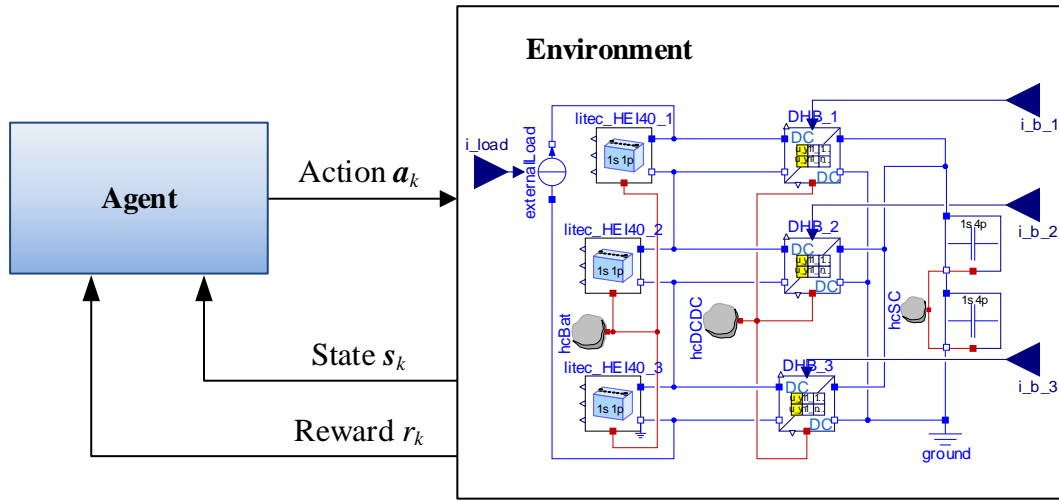 Environment
Agent
Action a_k
State s_k
Reward r_k
i_load
externalLoad
litec_HEI40_1
1s 1p
litec_HEI40_2
1s 1p
litec_HEI40_3
1s 1p
hcBat
hcDCDC
DHB_1
DC
DC
DHB_2
DC
DC
DHB_3
DC
DC
i_b_1
i_b_2
i_b_3
1s 4p
1s 4p
hcSC
ground